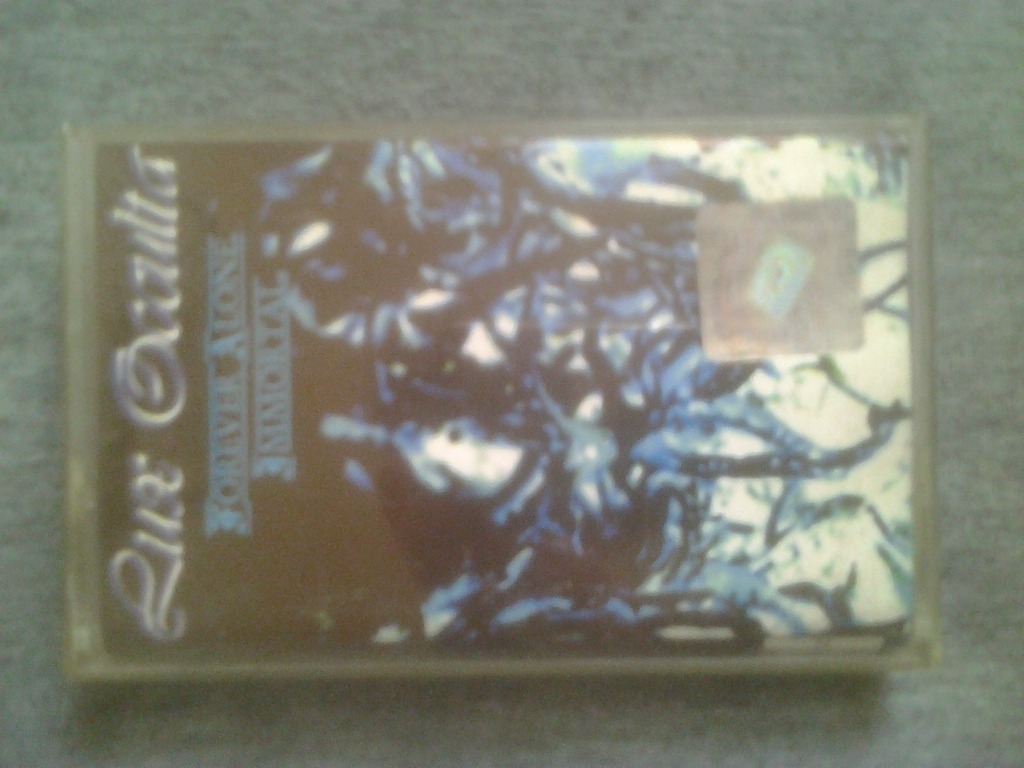 Lux Occulta
FOREVER ALONE
IMMORTAL